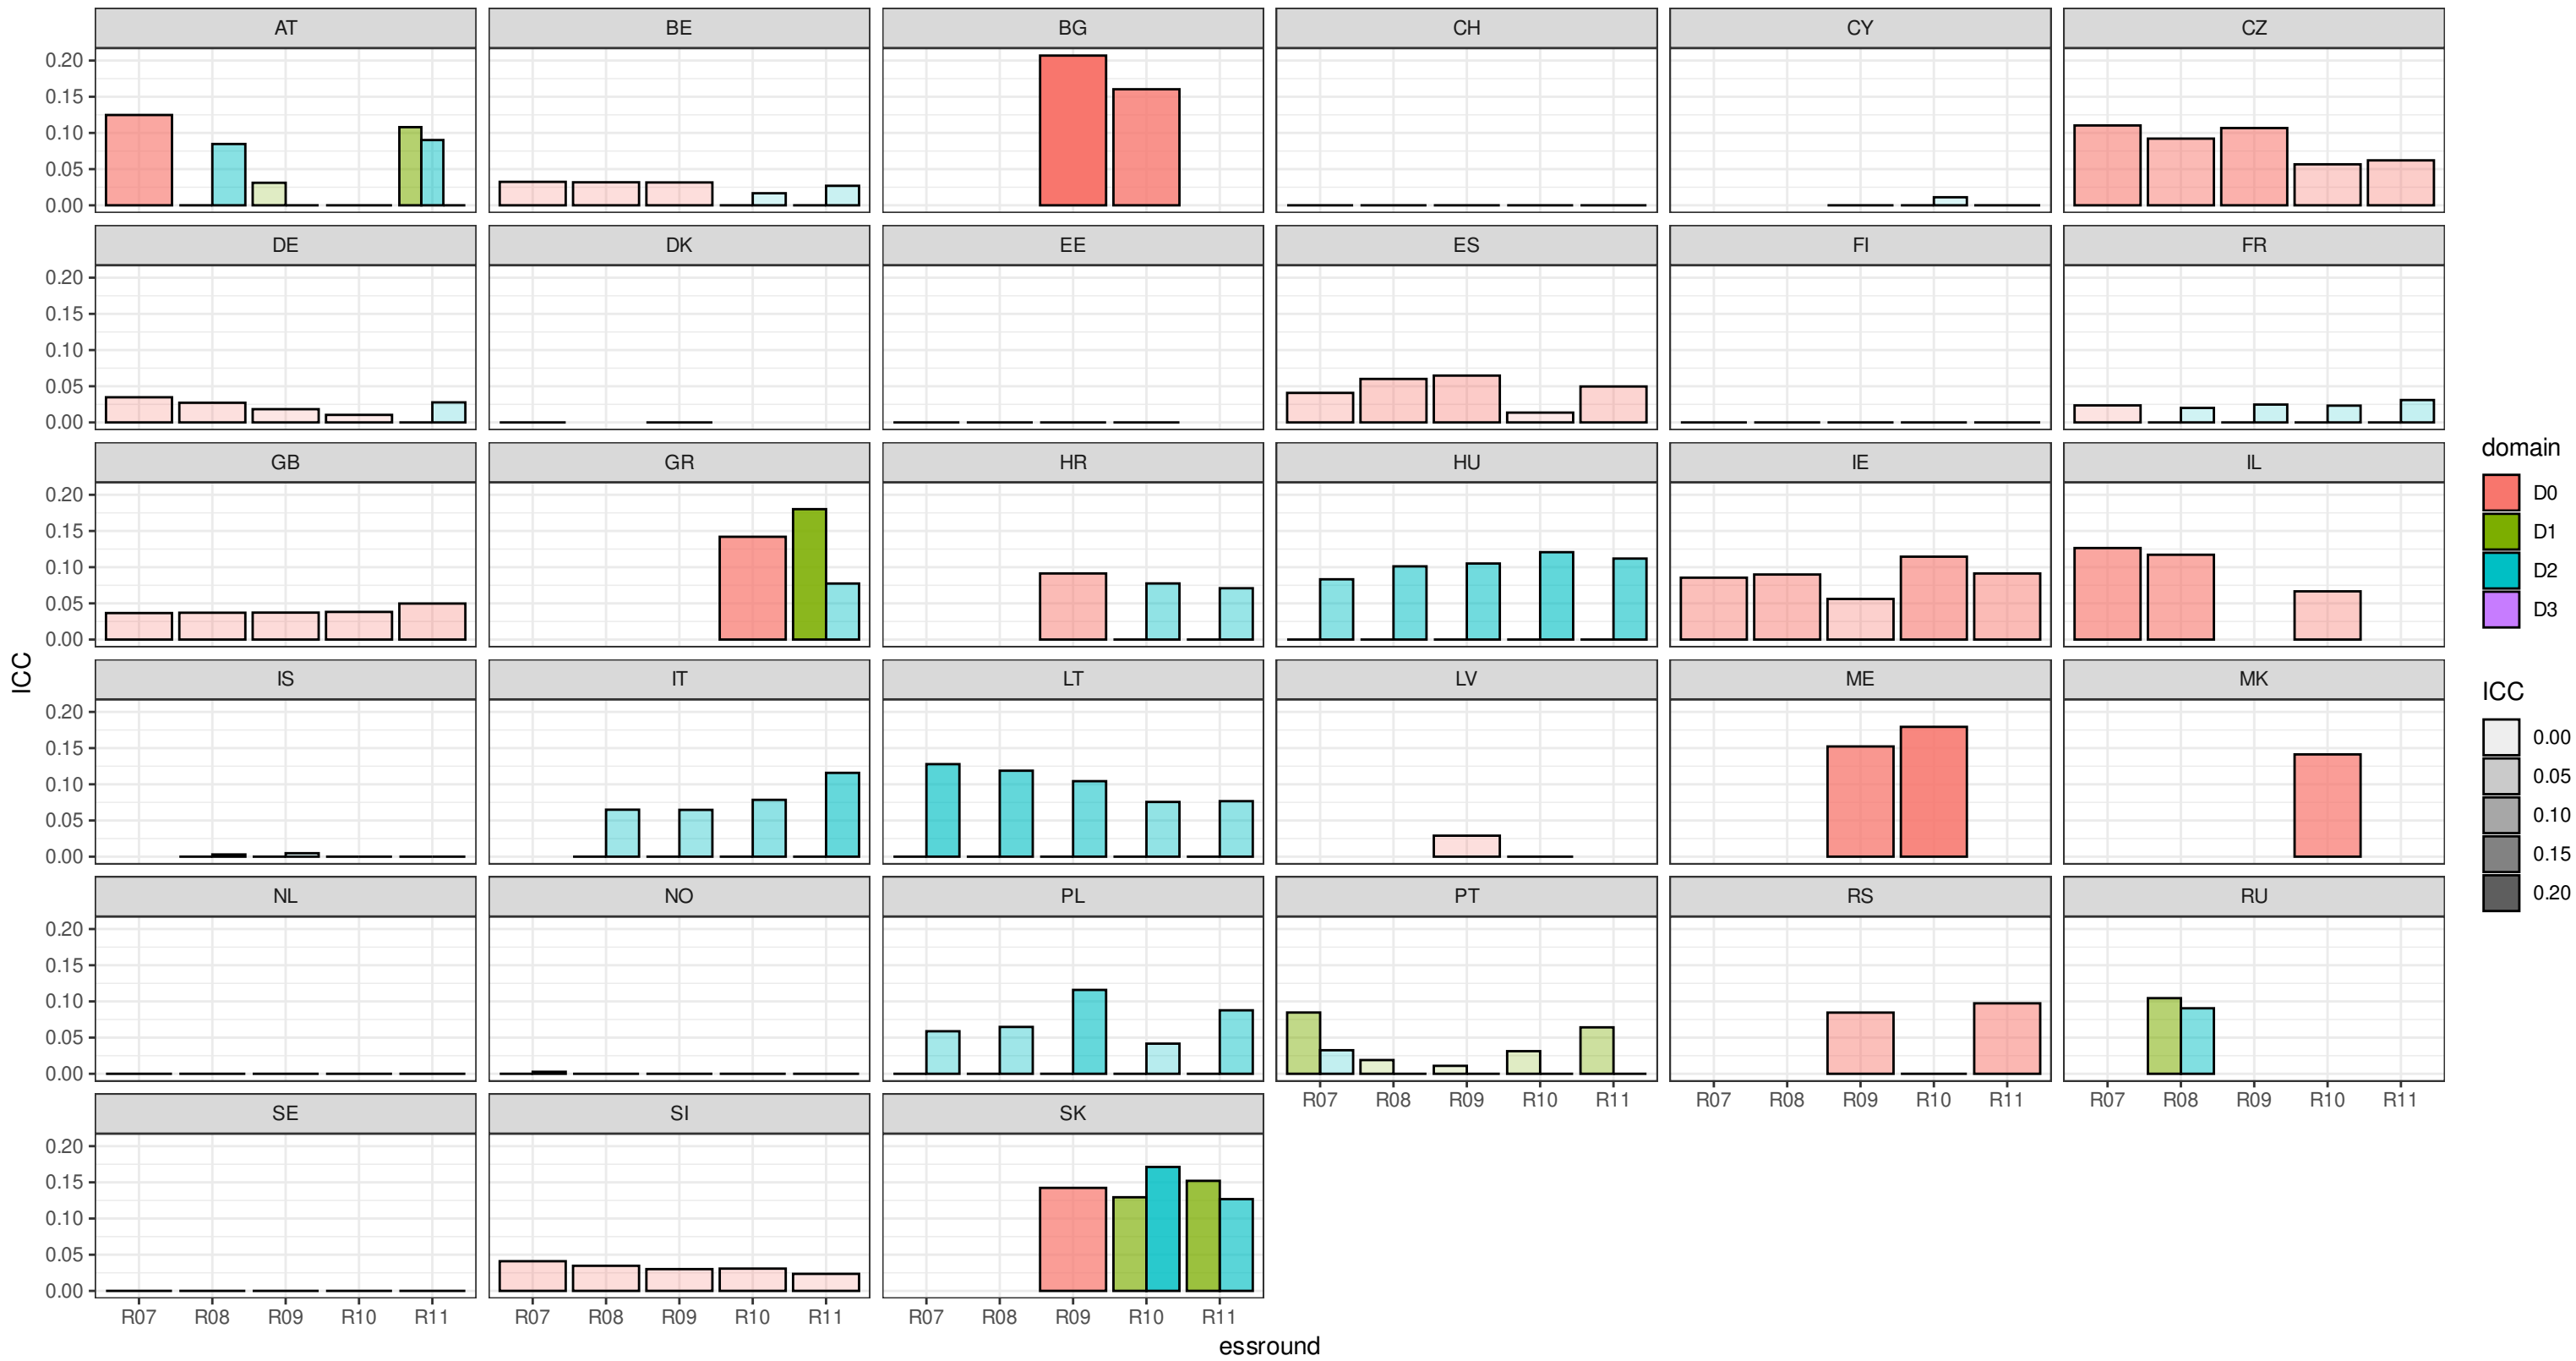 AT BE BG CH CY CZ
0.20
0.15
0.10
0.05
0.00
DE DK EE ES FI FR
0.20
0.15
0.10
0.05
0.00
GB GR HR HU IE IL
0.20
0.15
0.10
0.05
0.00
IS IT LT LV ME MK
0.20
0.15
0.10
0.05
0.00
NL NO PL PT RS RU
0.20
0.15
0.10
0.05
0.00
R07 R08 R09 R10 R11 R07 R08 R09 R10 R11 R07 R08 R09 R10 R11
SE SI SK
0.20
0.15
0.10
0.05
0.00
R07 R08 R09 R10 R11 R07 R08 R09 R10 R11 R07 R08 R09 R10 R11
essround
ICC
domain
D0
D1
D2
D3
ICC
0.00
0.05
0.10
0.15
0.20